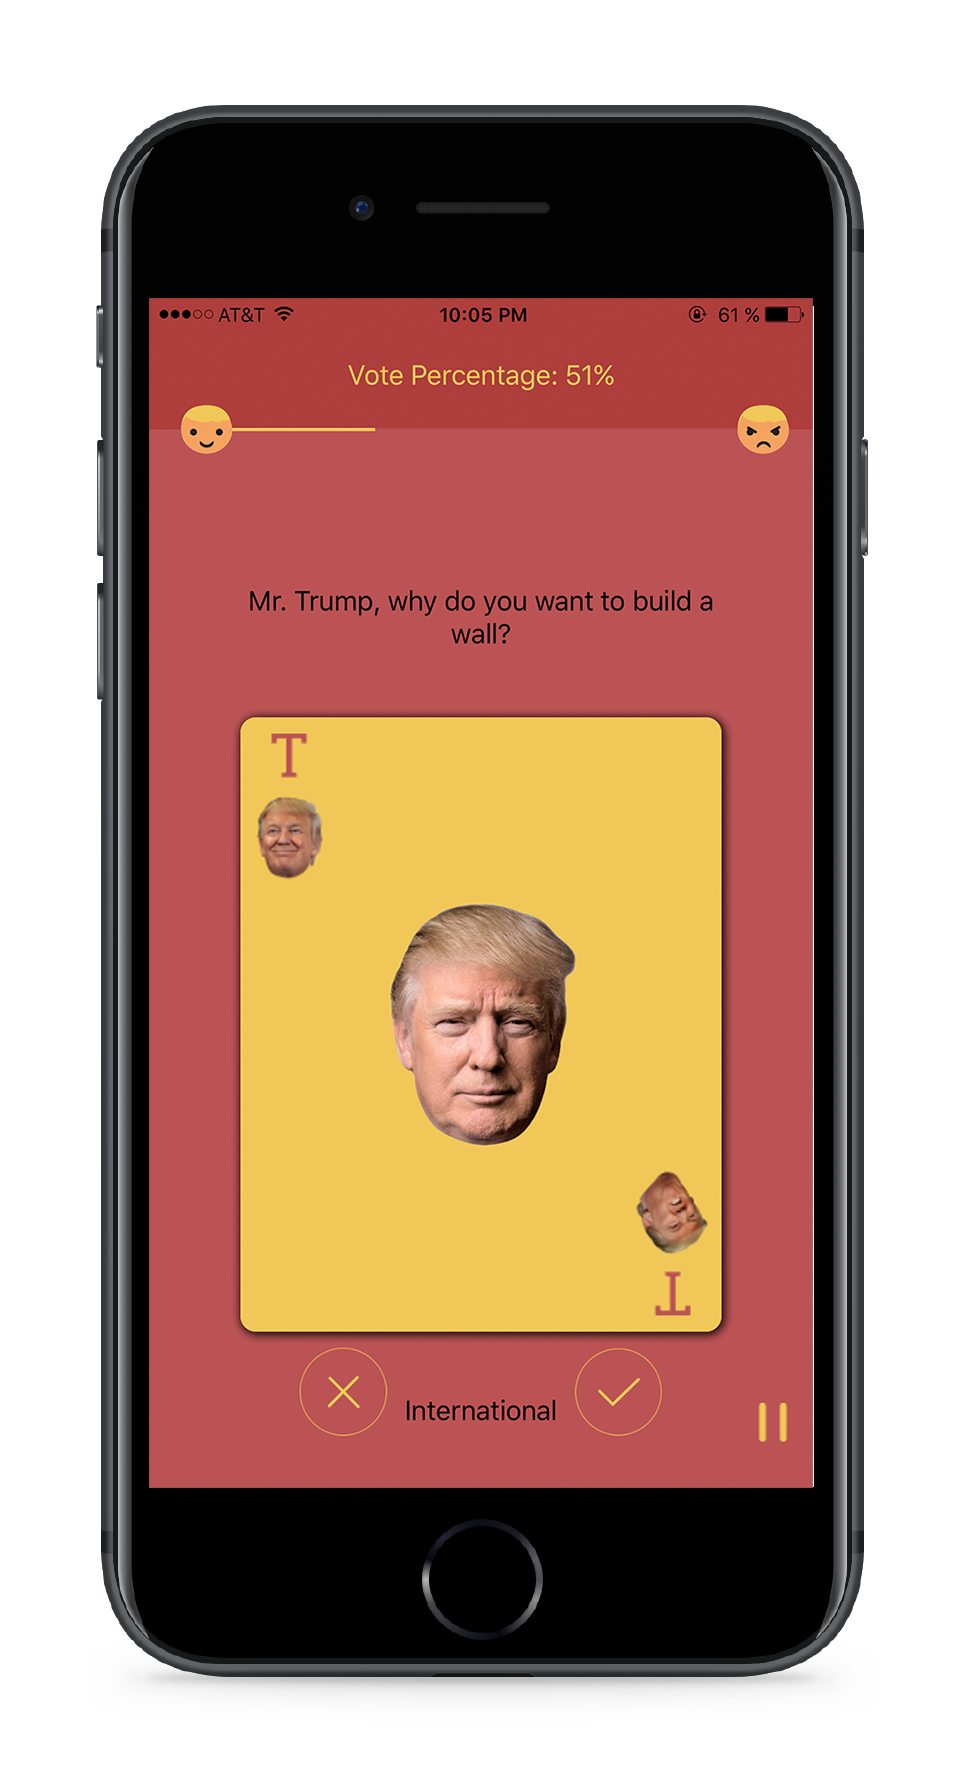 AT&T
10:05 PM
61 %
Vote Percentage: 51%
Mr. Trump, why do you want to build a
wall?
T
T
International